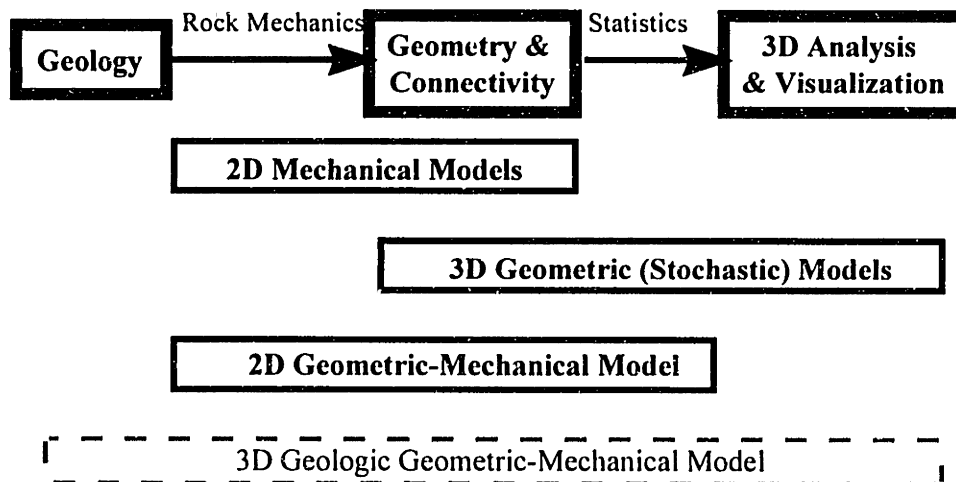 Rock Mechanics
Statistics
Geology
Geometry &
Connectivity
3D Analysis
& Visualization
2D Mechanical Models
3D Geometric (Stochastic) Models
2D Geometric-Mechanical Model
3D Geologic Geometric-Mechanical Model